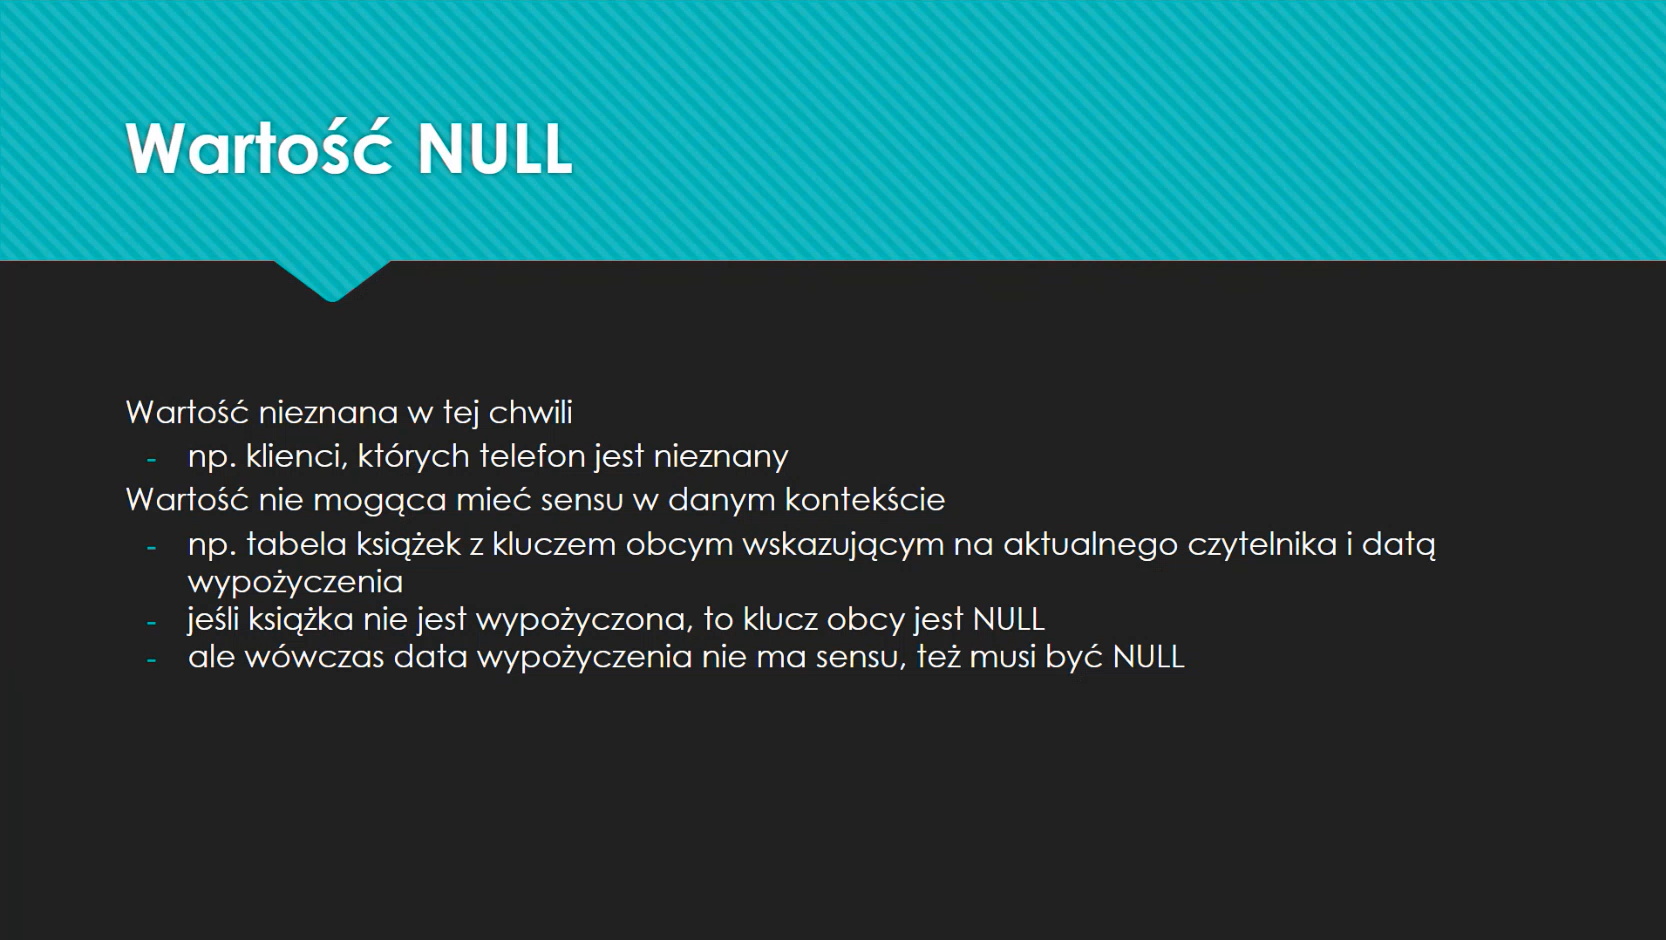 Wartość NULL
Wartość nieznana w tej chwili
- np. klienci, których telefon jest nieznany
Wartość nie mogąca mieć sensu w danym kontekście
- np. tabela książek z kluczem obcym wskazującym na aktualnego czytelnika i datą
wypożyczenia
- jeśli książka nie jest wypożyczona, to klucz obcy jest NULL
- ale wówczas data wypożyczenia nie ma sensu, też musi być NULL